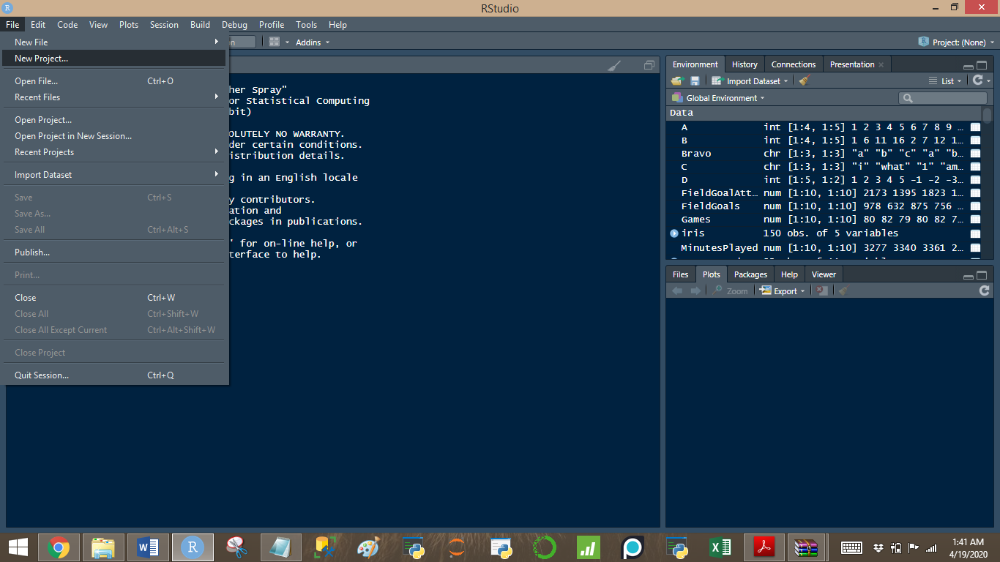 RStudio
File Edit Code View Plots Session Build Debug Profile Tools Help
New File
New Project...
Open File... Ctrl+O
Recent Files
Open Project...
Open Project in New Session...
Recent Projects
Import Dataset
Save Ctrl+S
Save As...
Save All Ctrl+Alt+S
Publish...
Print...
Close Ctrl+W
Close All Ctrl+Shift+W
Close All Except Current Ctrl+Alt+Shift+W
Close Project
Quit Session... Ctrl+Q
Addins
Project: (None)
her Spray"
or Statistical Computing
bit)
OLUTELY NO WARRANTY.
der certain conditions.
istribution details.
g in an English locale
y contributors.
ation and
ckages in publications.
' for on-line help, or
terface to help.
Environment History Connections Presentation
Import Dataset List
Global Environment
Data
A int [1:4, 1:5] 1 2 3 4 5 6 7 8 9 ...
B int [1:4, 1:5] 1 6 11 16 2 7 12 1...
Bravo chr [1:3, 1:3] "a" "b" "c" "a" "b...
C chr [1:3, 1:3] "i" "what" "1" "am...
D int [1:5, 1:2] 1 2 3 4 5 -1 -2 -3...
FieldGoalAtt... num [1:10, 1:10] 2173 1395 1823 1...
FieldGoals num [1:10, 1:10] 978 632 875 756 ...
Games num [1:10, 1:10] 80 82 79 80 82 7...
iris 150 obs. of 5 variables
MinutesPlayed num [1:10, 1:10] 3277 3340 3361 2...
Files Plots Packages Help Viewer
Zoom Export
1:41 AM
4/19/2020